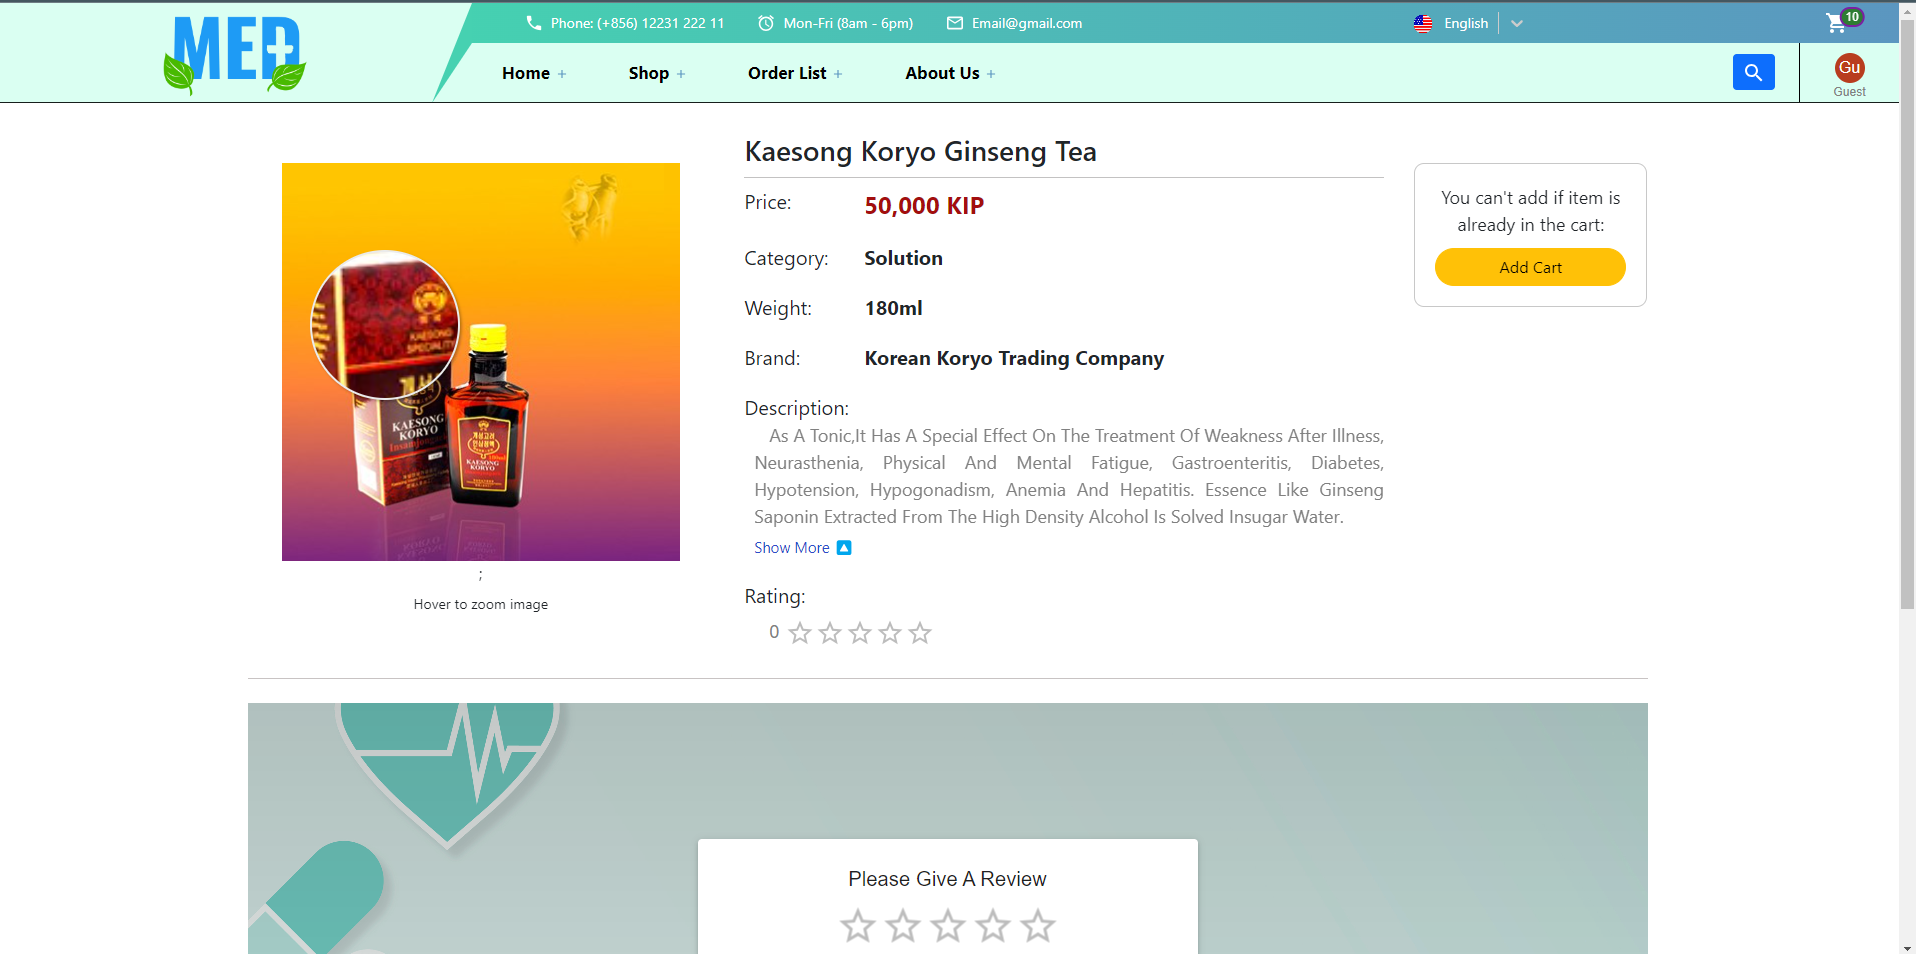 MED
Phone: (+856) 12231 222 11
Mon-Fri (8am - 6pm)
Email@gmail.com
English
10
Home +
Shop +
Order List +
About Us +
Gu
Guest
Kaesong Koryo Ginseng Tea
Price:
50,000 KIP
Category:
Solution
Weight:
180ml
Brand:
Korean Koryo Trading Company
Description:
As A Tonic,It Has A Special Effect On The Treatment Of Weakness After Illness,
Neurasthenia, Physical And Mental Fatigue, Gastroenteritis, Diabetes,
Hypotension, Hypogonadism, Anemia And Hepatitis. Essence Like Ginseng
Saponin Extracted From The High Density Alcohol Is Solved Insugar Water.
Show More
Rating:
0
You can't add if item is
already in the cart:
Add Cart
KAESONG
SPECIALITY
KAESONG
KORYO
KAESONG
KORYO
;
Hover to zoom image
Please Give A Review